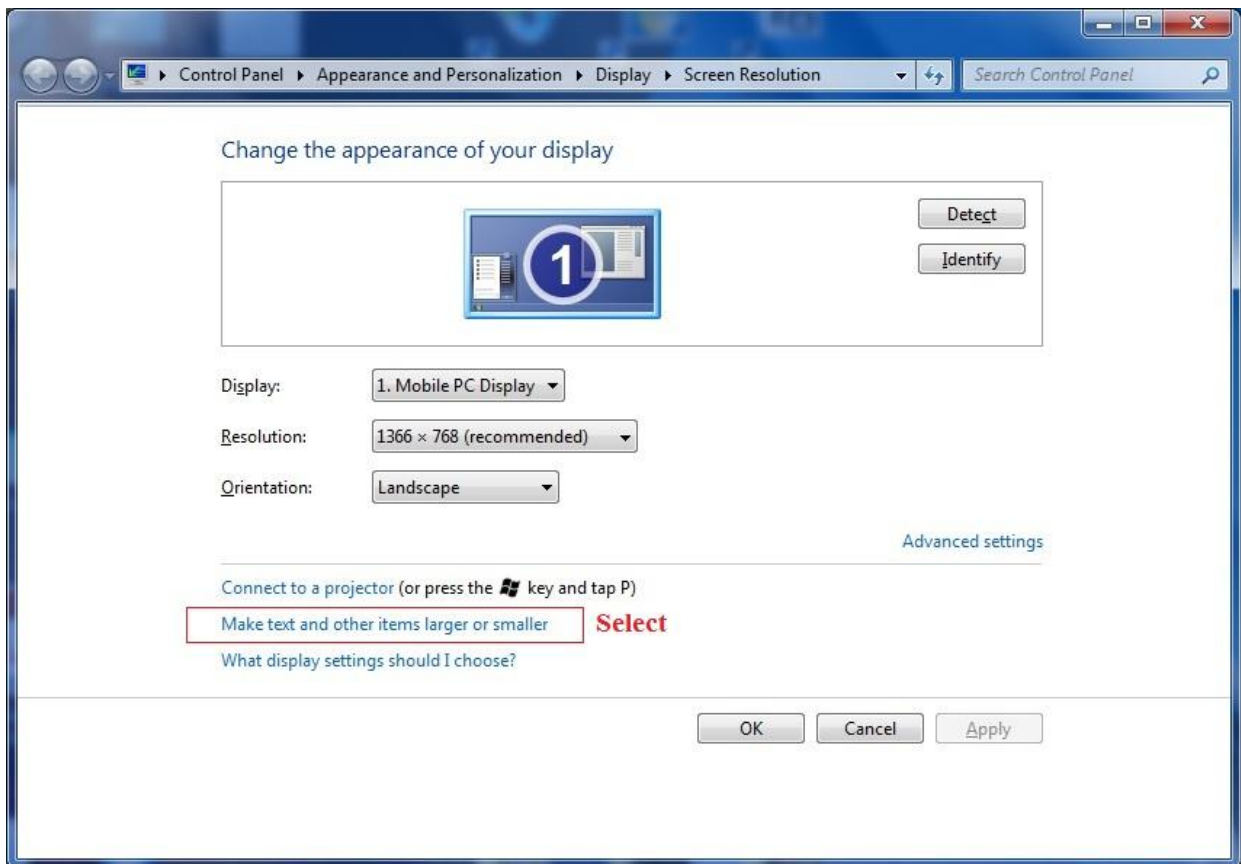 Control Panel Appearance and Personalization Display Screen Resolution
Search Control Panel
Change the appearance of your display
1
Detect
Identify
Display: 1. Mobile PC Display
Resolution: 1366 × 768 (recommended)
Orientation: Landscape
Advanced settings
Connect to a projector (or press the key and tap P)
Make text and other items larger or smaller Select
What display settings should I choose?
OK Cancel Apply